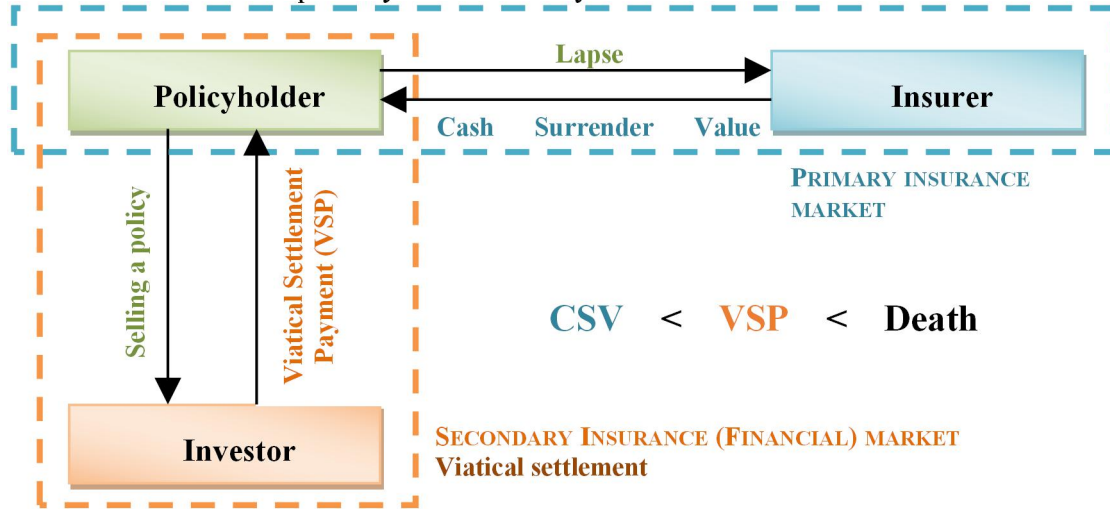 Lapse
Policyholder
Insurer
Cash Surrender Value
PRIMARY INSURANCE
MARKET
Selling a policy
Viatical Settlement
Payment (VSP)
CSV < VSP < Death
Investor
SECONDARY INSURANCE (FINANCIAL) MARKET
Viatical settlement